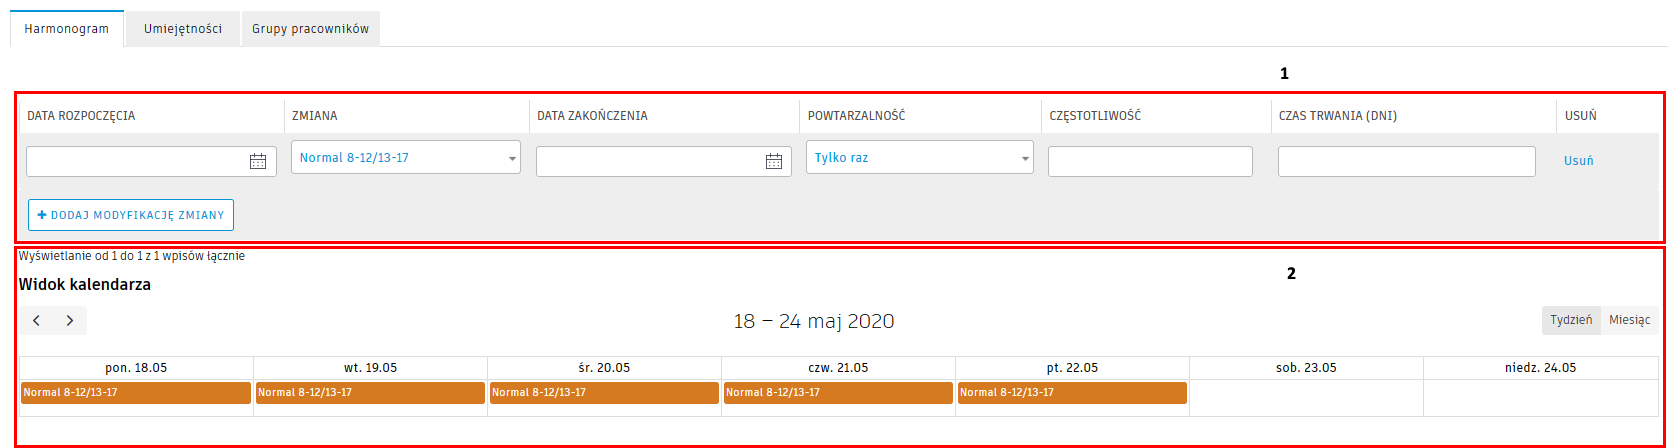 Harmonogram Umiejętności Grupy pracowników
1
DATA ROZPOCZĘCIA ZMIANA DATA ZAKOŃCZENIA POWTARZALNOŚĆ CZĘSTOTLIWOŚĆ CZAS TRWANIA (DNI) USUŃ
Normal 8-12/13-17 Tylko raz Usuń
+ DODAJ MODYFIKACJĘ ZMIANY
Wyświetlanie od 1 do 1 z 1 wpisów łącznie
2
Widok kalendarza
< > 18 – 24 maj 2020 Tydzień Miesiąc
pon. 18.05 wt. 19.05 śr. 20.05 czw. 21.05 pt. 22.05 sob. 23.05 niedz. 24.05
Normal 8-12/13-17 Normal 8-12/13-17 Normal 8-12/13-17 Normal 8-12/13-17 Normal 8-12/13-17